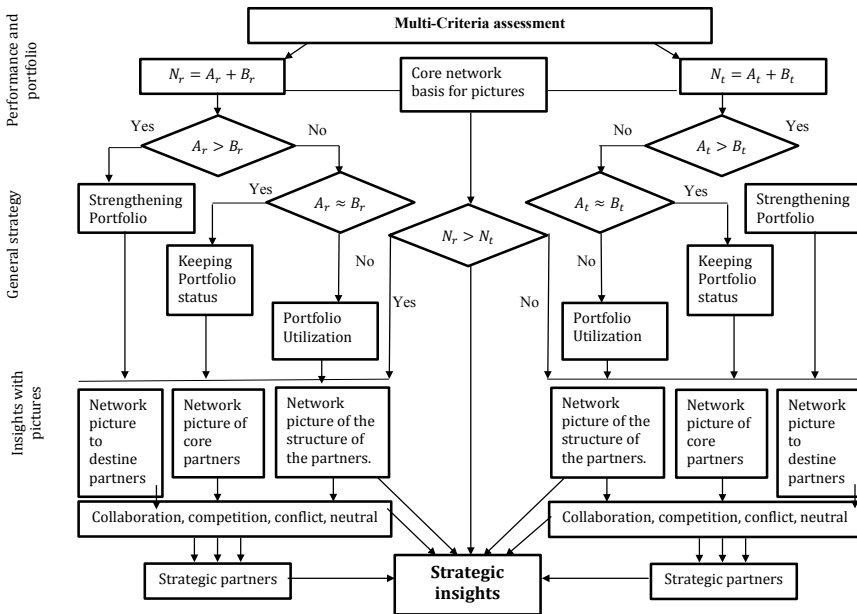 Performance and
portfolio
General strategy
Insights with
pictures
Multi-Criteria assessment
N_r = A_r + B_r
Core network
basis for pictures
N_t = A_t + B_t
Yes
A_r > B_r
No
No
A_t > B_t
Yes
Strengthening
Portfolio
Yes
A_r ≈ B_r
No
N_r > N_t
A_t ≈ B_t
Yes
No
Strengthening
Portfolio
Keeping
Portfolio
status
Yes
No
Keeping
Portfolio
status
Portfolio
Utilization
Portfolio
Utilization
Network
picture
to
destine
partners
Network
picture of
core
partners
Network
picture of the
structure of
the partners.
Network
picture of the
structure of the
partners.
Network
picture of
core
partners
Network
picture
to
destine
partners
Collaboration, competition, conflict, neutral
Collaboration, competition, conflict, neutral
Strategic partners
Strategic
insights
Strategic partners